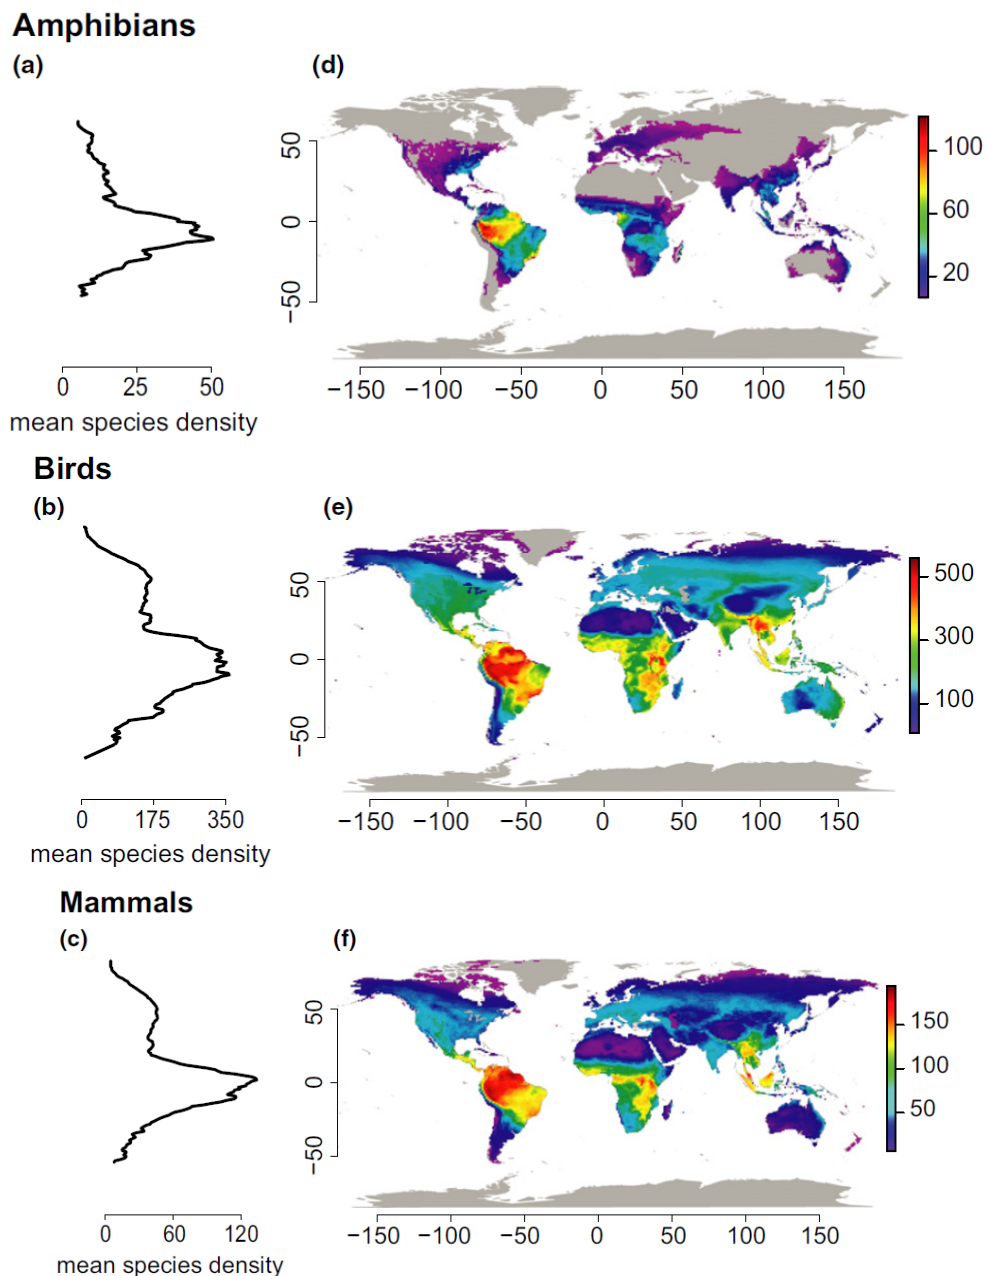 Amphibians
(a)
(d)
50
0
−50
100
60
20
0 25 50
mean species density
−150 −100 −50 0 50 100 150
Birds
(b)
(e)
50
0
−50
500
300
100
0 175 350
mean species density
−150 −100 −50 0 50 100 150
Mammals
(c)
(f)
50
0
−50
150
100
50
0 60 120
mean species density
−150 −100 −50 0 50 100 150